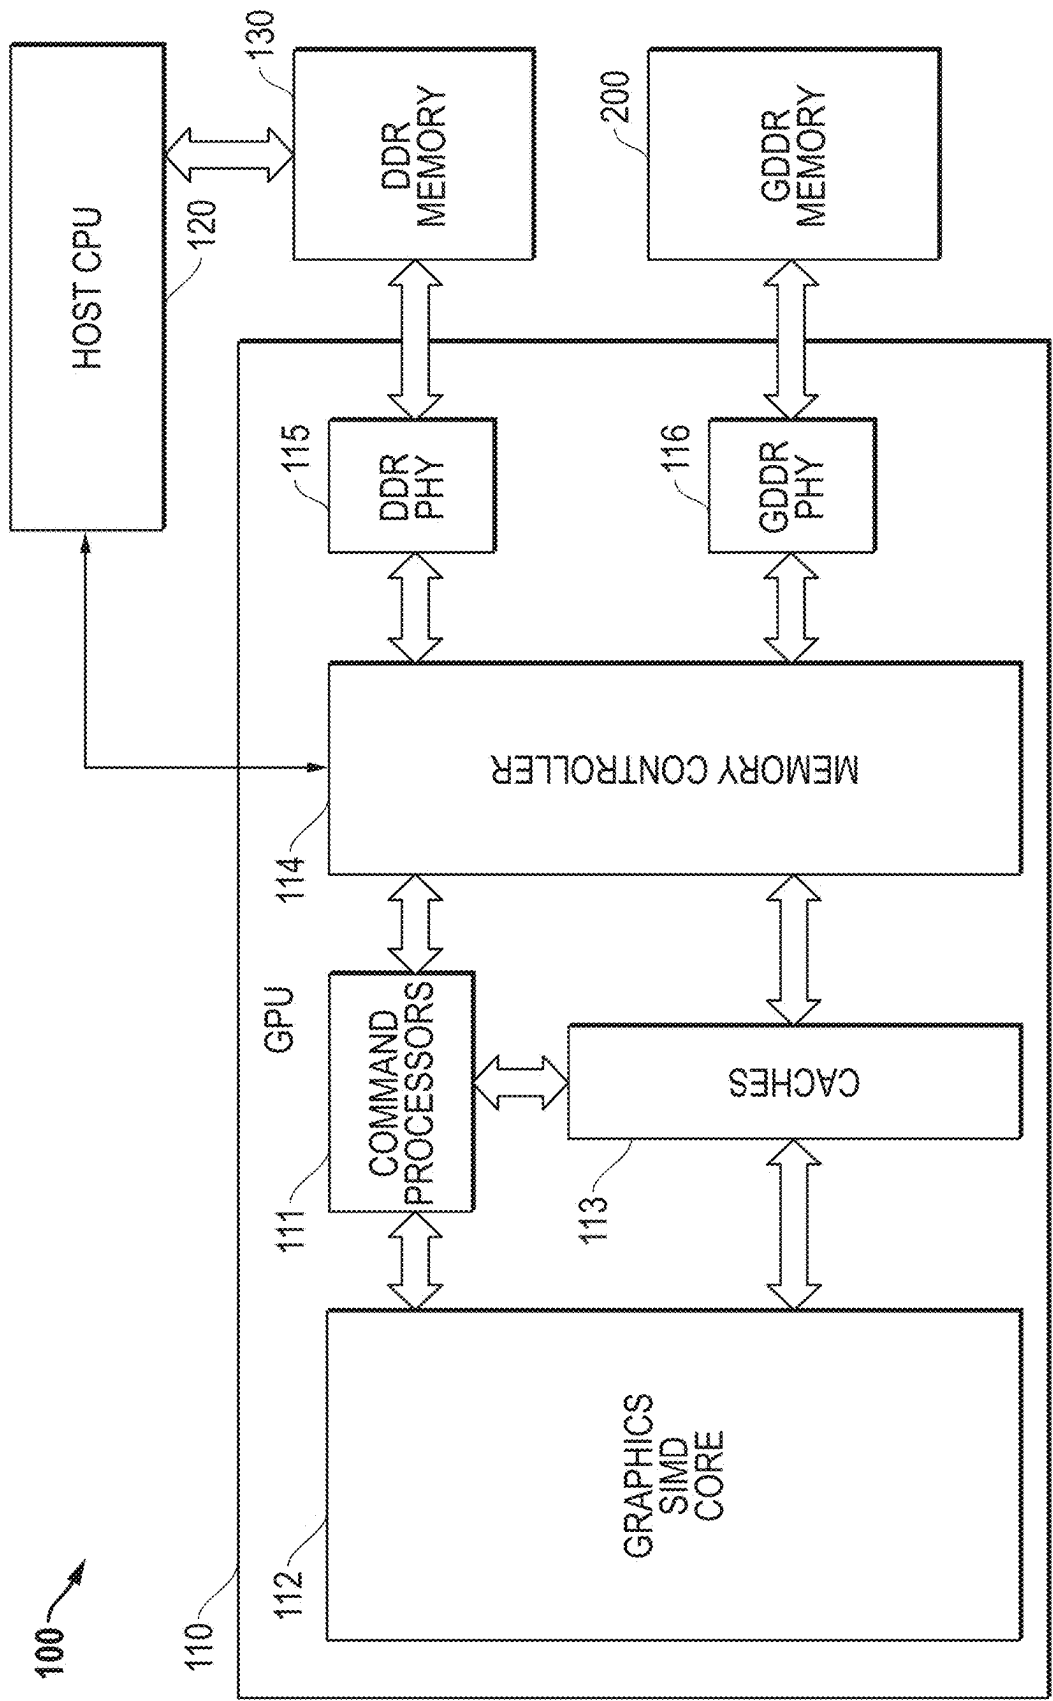 100
110
GPU
112
GRAPHICS
SIMD
CORE
111
COMMAND
PROCESSORS
113
CACHES
114
MEMORY CONTROLLER
115
DDR
PHY
116
GDDR
PHY
HOST CPU
120
130
DDR
MEMORY
200
GDDR
MEMORY